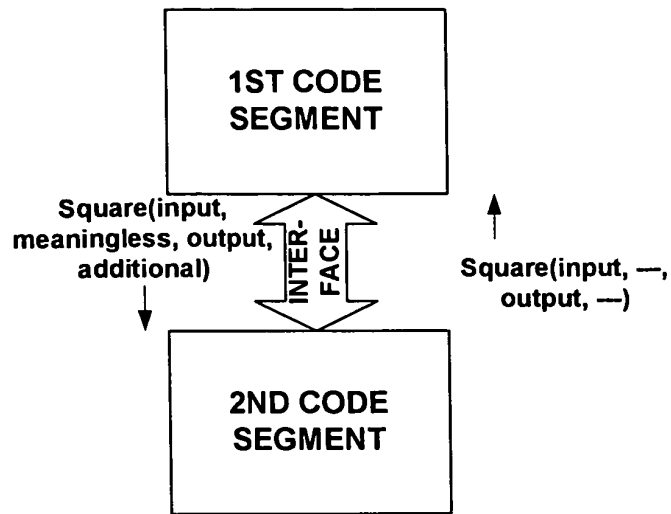 1ST CODE
SEGMENT
Square(input,
meaningless, output,
additional)
INTER-
FACE
Square(input, —,
output, —)
2ND CODE
SEGMENT